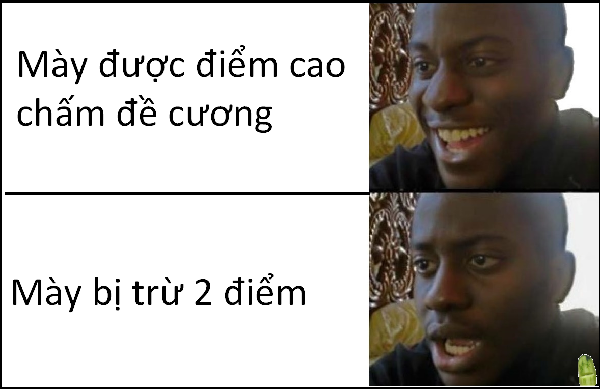 Mày được điểm cao
chấm đề cương
Mày bị trừ 2 điểm